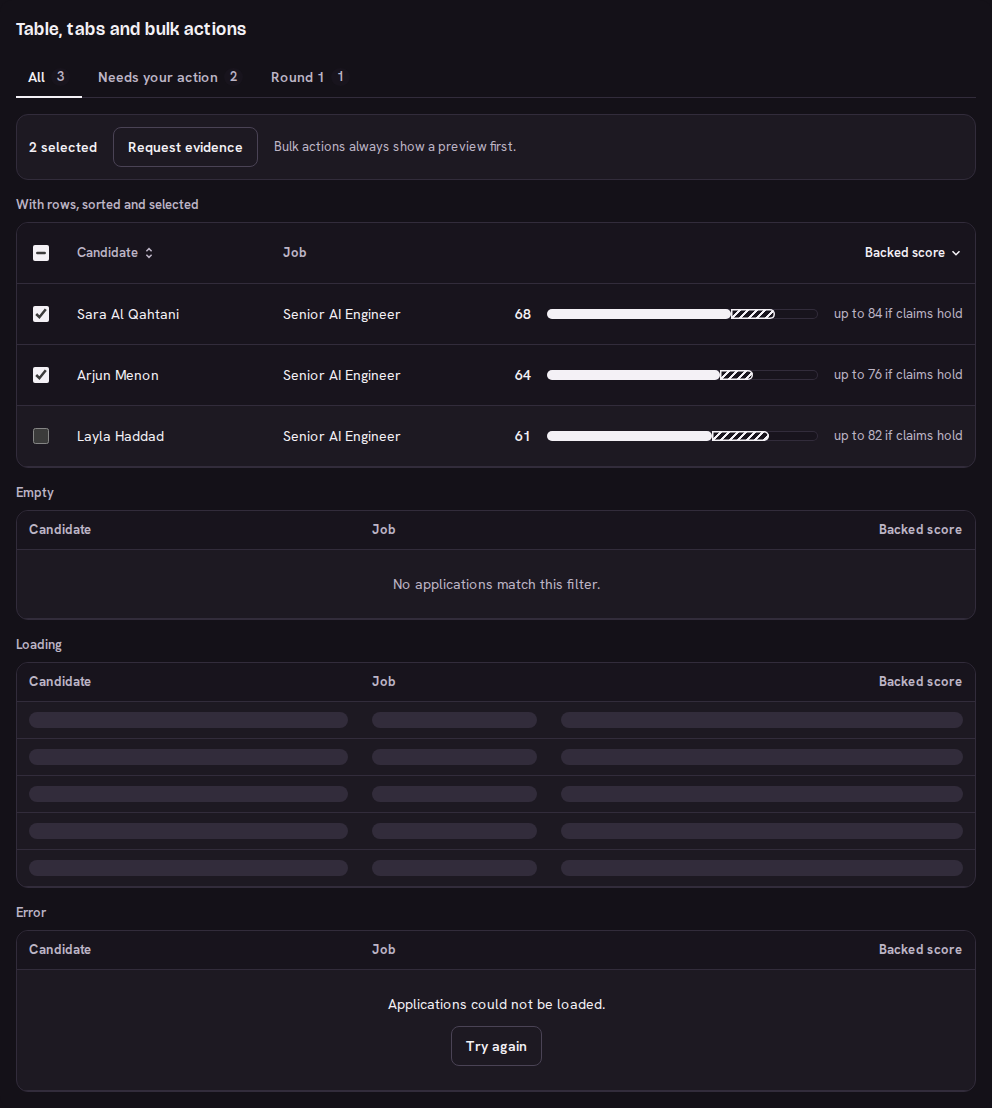 Table, tabs and bulk actions
All 3 Needs your action 2 Round 1 1
2 selected Request evidence Bulk actions always show a preview first.
With rows, sorted and selected
Candidate Job Backed score
Sara Al Qahtani Senior AI Engineer 68 up to 84 if claims hold
Arjun Menon Senior AI Engineer 64 up to 76 if claims hold
Layla Haddad Senior AI Engineer 61 up to 82 if claims hold
Empty
Candidate Job Backed score
No applications match this filter.
Loading
Candidate Job Backed score
Error
Candidate Job Backed score
Applications could not be loaded.
Try again